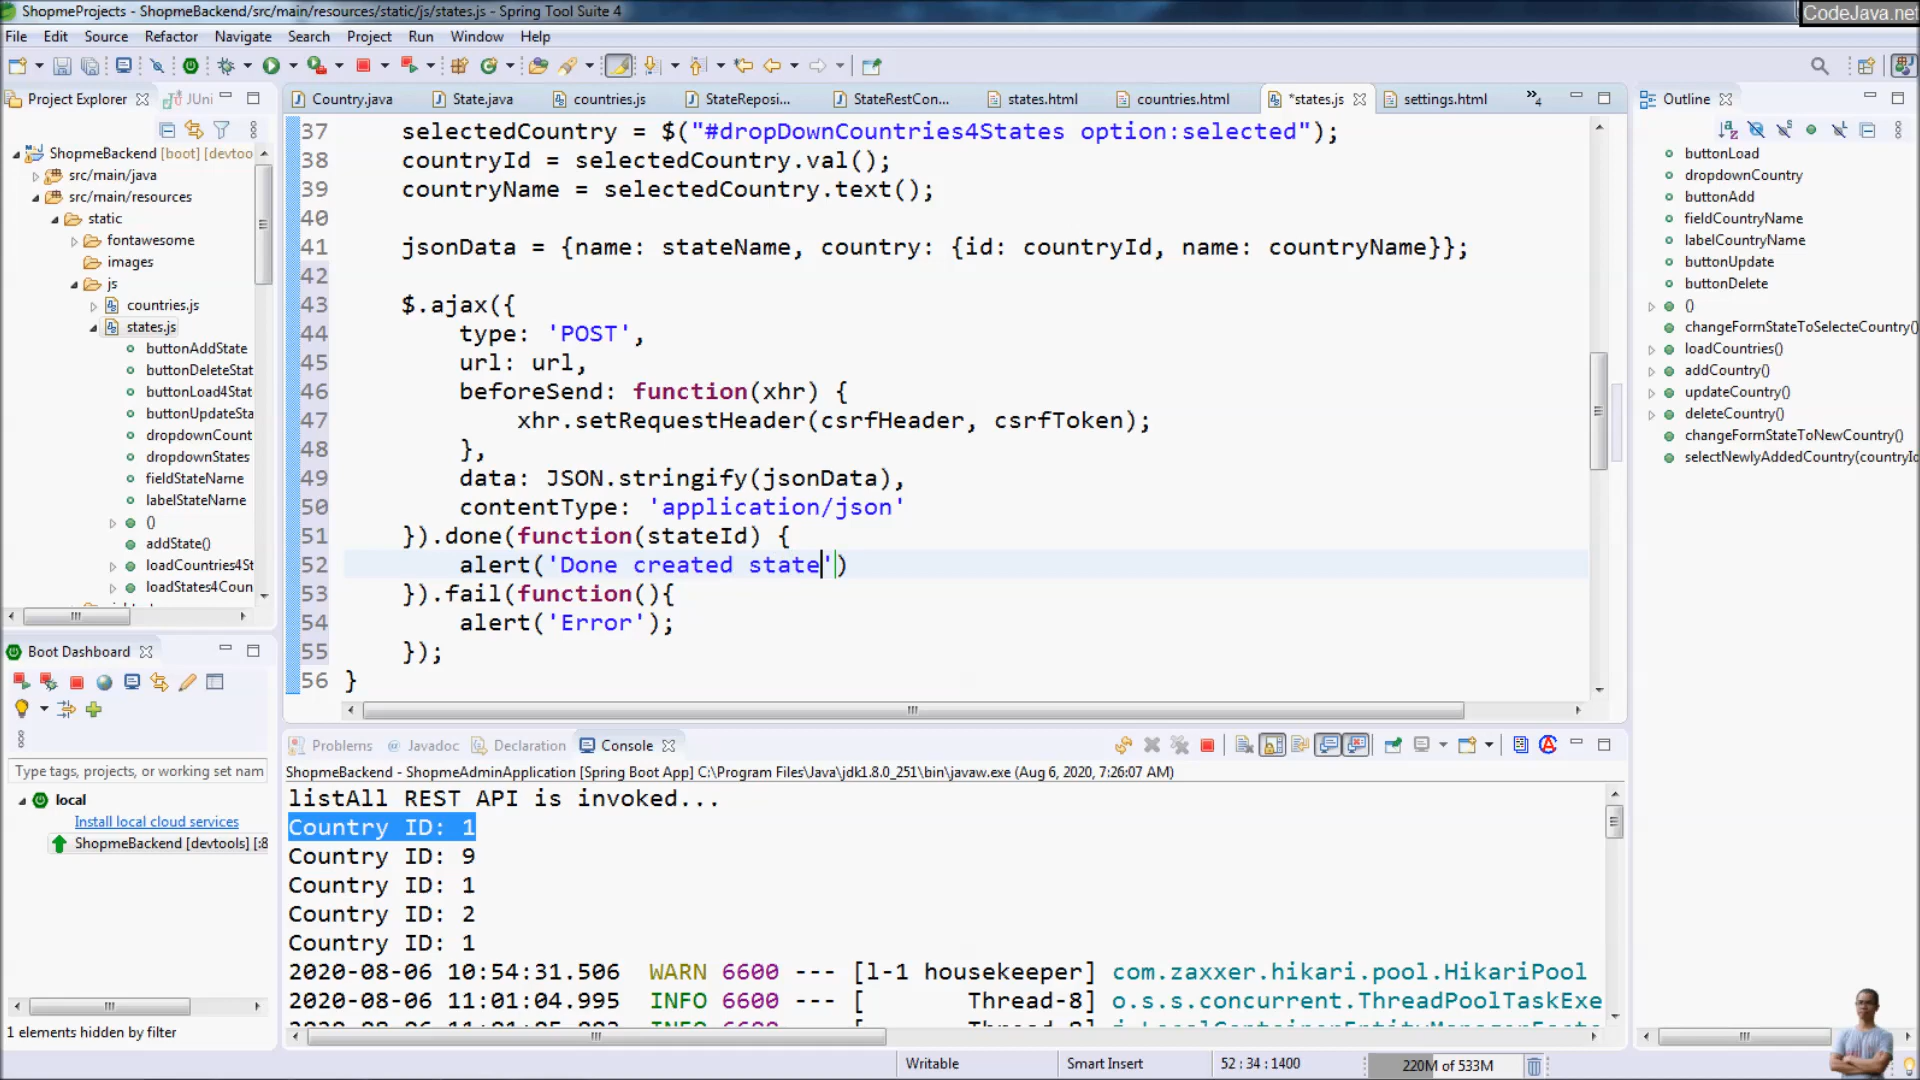 ShopmeProjects - ShopmeBackend/src/main/resources/static/js/states.js - Spring Tool Suite 4
CodeJava.net
File Edit Source Refactor Navigate Search Project Run Window Help
Project Explorer JUni
ShopmeBackend [boot] [devtoo
src/main/java
src/main/resources
static
fontawesome
images
js
countries.js
states.js
buttonAddState
buttonDeleteStat
buttonLoad4Stat
buttonUpdateSta
dropdownCount
dropdownStates
fieldStateName
labelStateName
()
addState()
loadCountries4St
loadStates4Coun
Boot Dashboard
Type tags, projects, or working set nam
local
Install local cloud services
ShopmeBackend [devtools] [:8
1 elements hidden by filter
Country.java State.java countries.js StateReposi... StateRestCon... states.html countries.html *states.js settings.html »4
37 selectedCountry = $("#dropDownCountries4States option:selected");
38 countryId = selectedCountry.val();
39 countryName = selectedCountry.text();
40
41 jsonData = {name: stateName, country: {id: countryId, name: countryName}};
42
43 $.ajax({
44 type: 'POST',
45 url: url,
46 beforeSend: function(xhr) {
47 xhr.setRequestHeader(csrfHeader, csrfToken);
48 },
49 data: JSON.stringify(jsonData),
50 contentType: 'application/json'
51 }).done(function(stateId) {
52 alert('Done created state')
53 }).fail(function(){
54 alert('Error');
55 });
56 }
Problems @ Javadoc Declaration Console
ShopmeBackend - ShopmeAdminApplication [Spring Boot App] C:\Program Files\Java\jdk1.8.0_251\bin\javaw.exe (Aug 6, 2020, 7:26:07 AM)
listAll REST API is invoked...
Country ID: 1
Country ID: 9
Country ID: 1
Country ID: 2
Country ID: 1
2020-08-06 10:54:31.506 WARN 6600 --- [l-1 housekeeper] com.zaxxer.hikari.pool.HikariPool
2020-08-06 11:01:04.995 INFO 6600 --- [ Thread-8] o.s.s.concurrent.ThreadPoolTaskExe
Outline
buttonLoad
dropdownCountry
buttonAdd
fieldCountryName
labelCountryName
buttonUpdate
buttonDelete
()
changeFormStateToSelecteCountry()
loadCountries()
addCountry()
updateCountry()
deleteCountry()
changeFormStateToNewCountry()
selectNewlyAddedCountry(countryId
Writable Smart Insert 52 : 34 : 1400 220M of 533M